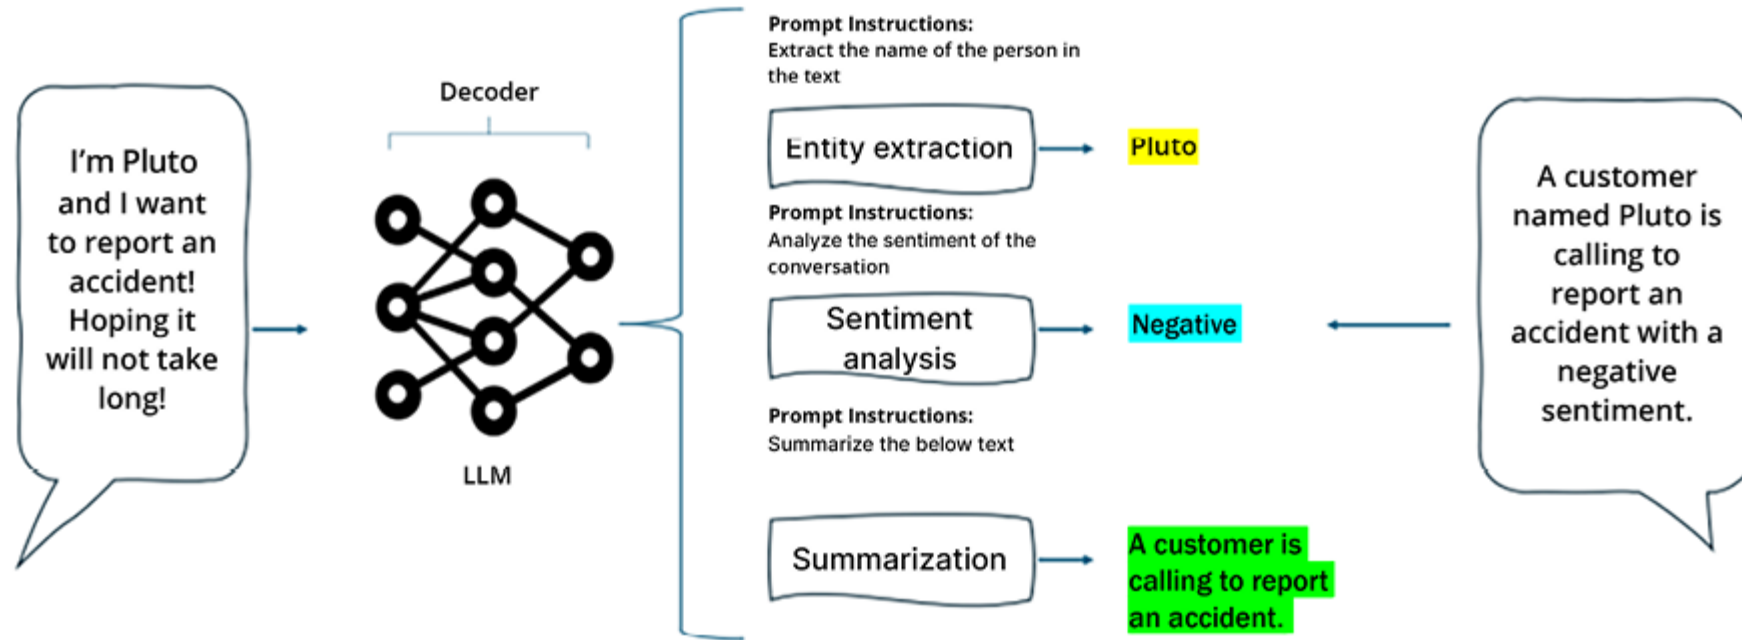 I'm Pluto
and I want
to report an
accident!
Hoping it
will not take
long!
Decoder
LLM
Prompt Instructions:
Extract the name of the person in
the text
Entity extraction
Pluto
Prompt Instructions:
Analyze the sentiment of the
conversation
Sentiment
analysis
Negative
Prompt Instructions:
Summarize the below text
Summarization
A customer is
calling to report
an accident.
A customer
named Pluto is
calling to
report an
accident with a
negative
sentiment.